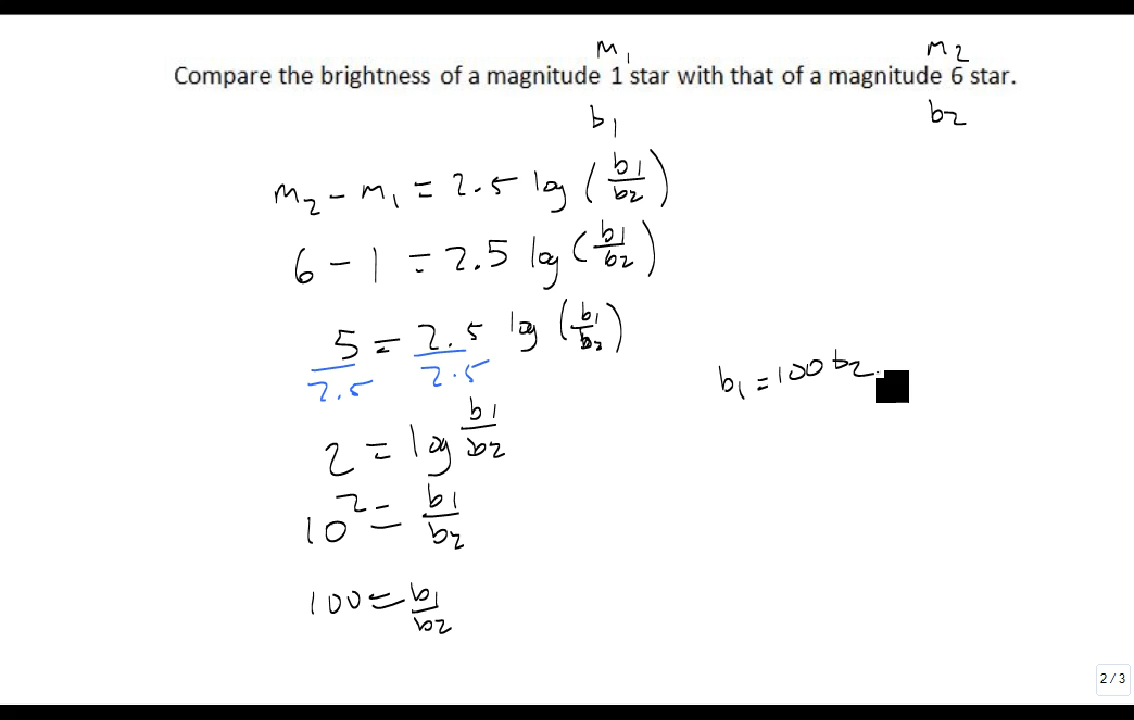 m₁ m₂
Compare the brightness of a magnitude 1 star with that of a magnitude 6 star.
b₁ b₂
m₂ - m₁ = 2.5 log (b₁/b₂)
6 - 1 = 2.5 log (b₁/b₂)
5 = 2.5 log (b₁/b₂)
2.5 2.5
b₁ = 100 b₂.
2 = log b₁/b₂
10² = b₁/b₂
100 = b₁/b₂
2/3